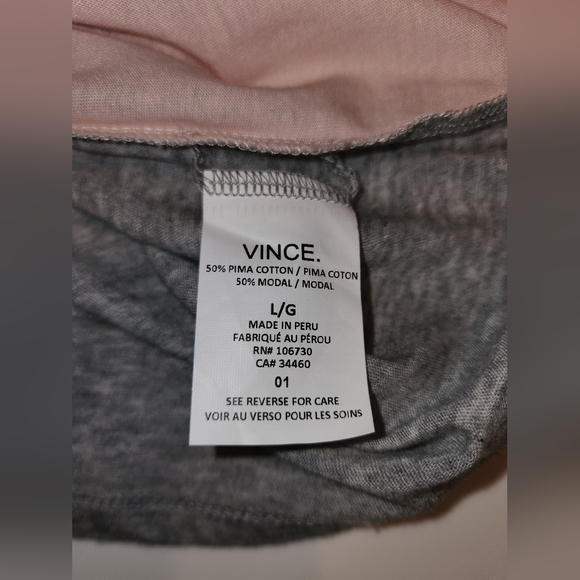 VINCE.
50% PIMA COTTON / PIMA COTON
50% MODAL / MODAL
L/G
MADE IN PERU
FABRIQUÉ AU PÉROU
RN# 106730
CA# 34460
01
SEE REVERSE FOR CARE
VOIR AU VERSO POUR LES SOINS